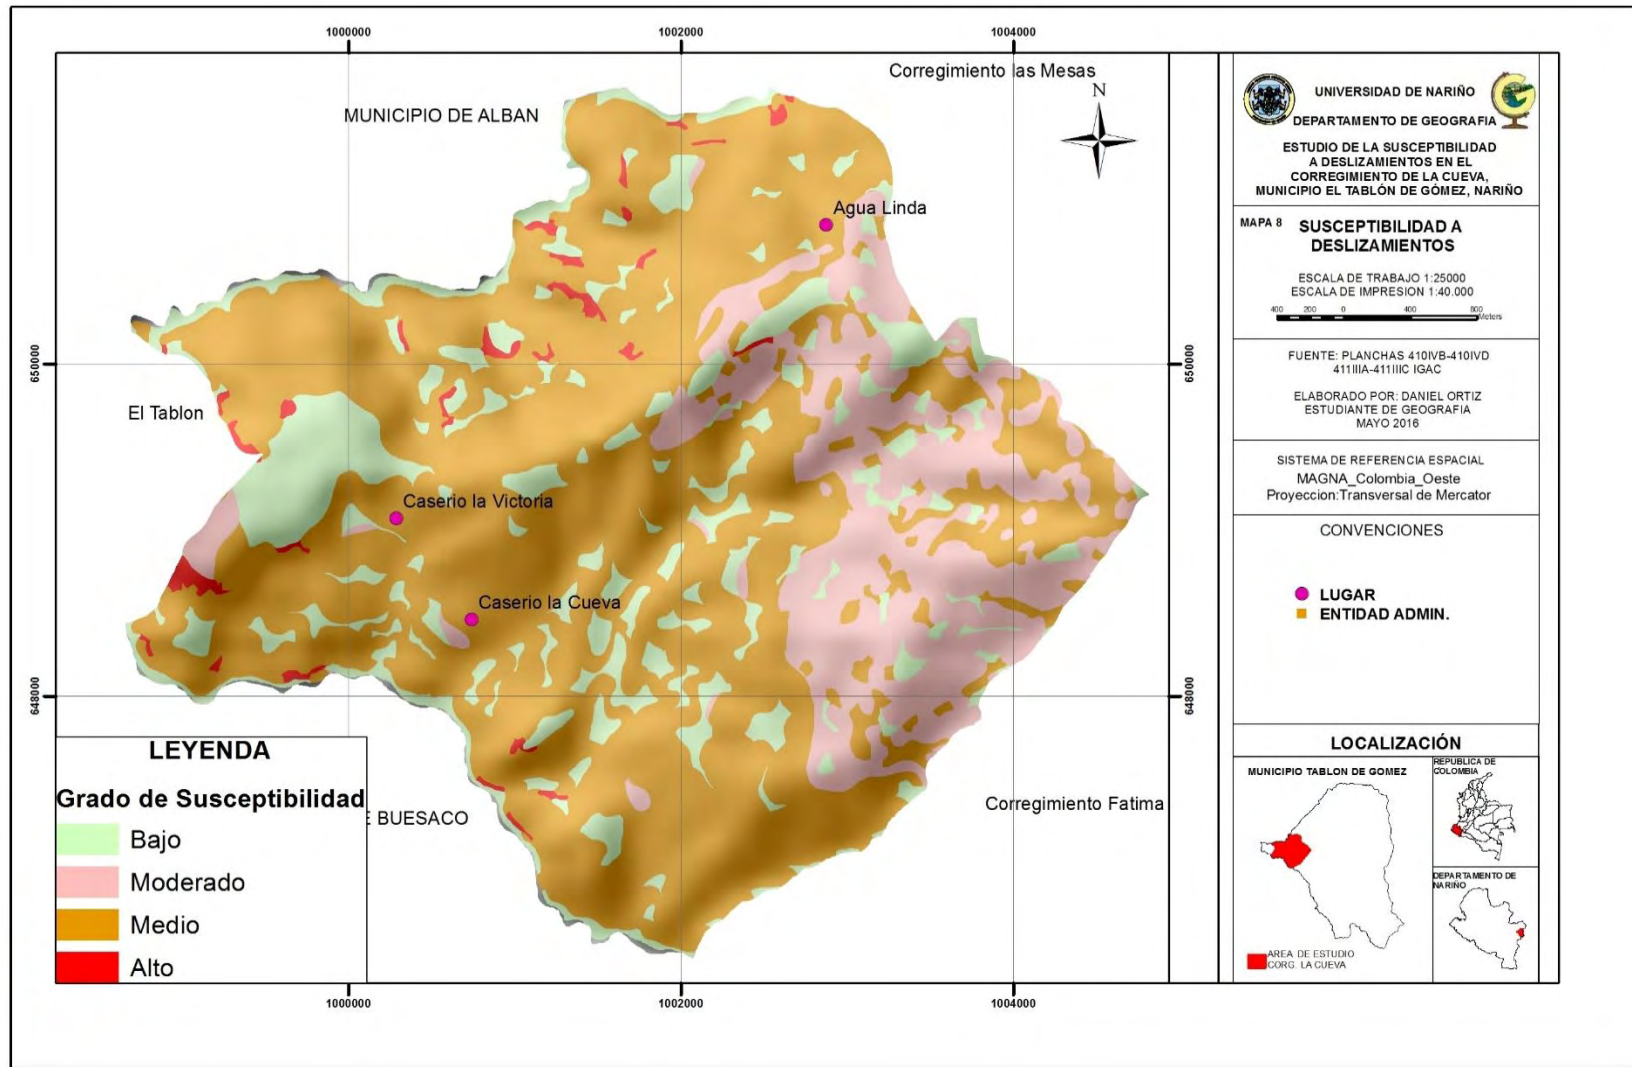 1000000
1002000
1004000
Corregimiento las Mesas
N
MUNICIPIO DE ALBAN
Agua Linda
650000
650000
El Tablon
Caserio la Victoria
Caserio la Cueva
648000
648000
E BUESACO
Corregimiento Fatima
LEYENDA
Grado de Susceptibilidad
Bajo
Moderado
Medio
Alto
1000000
1002000
1004000
UNIVERSIDAD DE NARIÑO
DEPARTAMENTO DE GEOGRAFIA
ESTUDIO DE LA SUSCEPTIBILIDAD
A DESLIZAMIENTOS EN EL
CORREGIMIENTO DE LA CUEVA,
MUNICIPIO EL TABLÓN DE GÓMEZ, NARIÑO
MAPA 8
SUSCEPTIBILIDAD A
DESLIZAMIENTOS
ESCALA DE TRABAJO 1:25000
ESCALA DE IMPRESION 1:40.000
400 200 0 400 800
Meters
FUENTE: PLANCHAS 410IVB-410IVD
411IIIA-411IIIC IGAC
ELABORADO POR: DANIEL ORTIZ
ESTUDIANTE DE GEOGRAFIA
MAYO 2016
SISTEMA DE REFERENCIA ESPACIAL
MAGNA_Colombia_Oeste
Proyeccion:Transversal de Mercator
CONVENCIONES
LUGAR
ENTIDAD ADMIN.
LOCALIZACIÓN
MUNICIPIO TABLON DE GOMEZ
AREA DE ESTUDIO
CORG. LA CUEVA
REPUBLICA DE
COLOMBIA
DEPARTAMENTO DE
NARIÑO